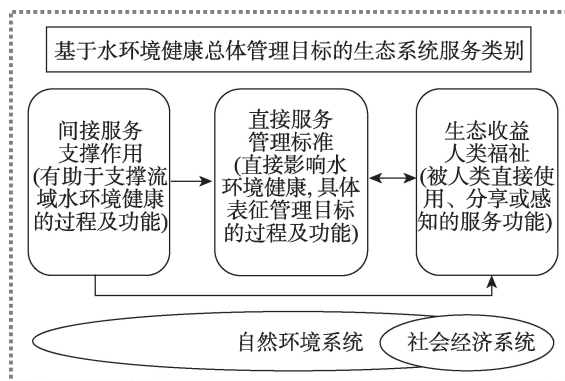 基于水环境健康总体管理目标的生态系统服务类别
间接服务
支撑作用
(有助于支撑流
域水环境健康
的过程及功能)
直接服务
管理标准
(直接影响水
环境健康, 具体
表征管理目标
的过程及功能)
生态收益
人类福祉
(被人类直接使
用、分享或感
知的服务功能)
自然环境系统
社会经济系统